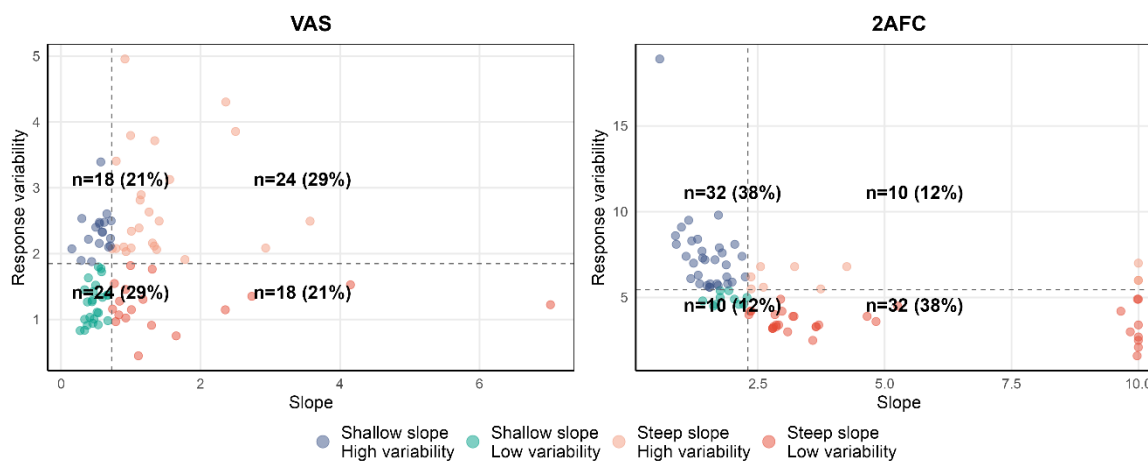 VAS
2AFC
Response variability
5
4
3
2
1
n=18 (21%)
n=24 (29%)
n=24 (29%)
n=18 (21%)
0
2
4
6
Slope
Response variability
15
10
5
n=32 (38%)
n=10 (12%)
n=10 (12%)
n=32 (38%)
2.5
5.0
7.5
10.0
Slope
Shallow slope
High variability
Shallow slope
Low variability
Steep slope
High variability
Steep slope
Low variability